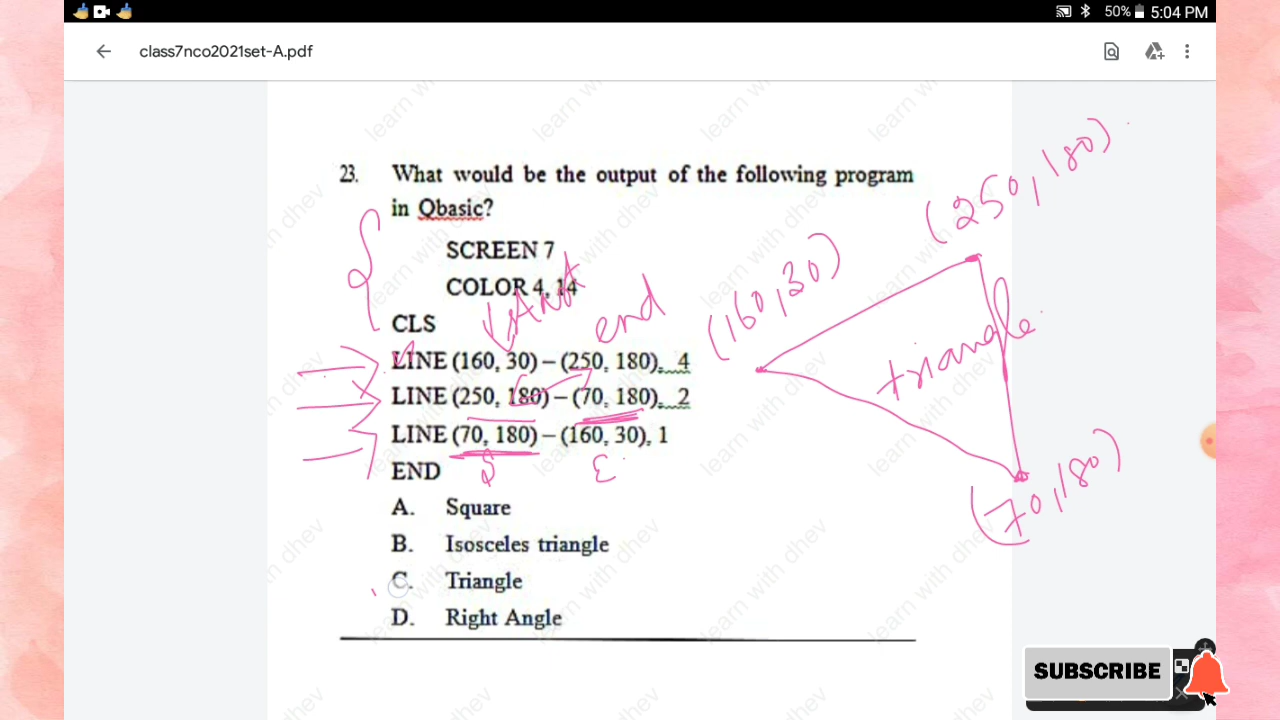 50% 5:04 PM
class7nco2021set-A.pdf
23. What would be the output of the following program
in Qbasic?
SCREEN 7
COLOR 4, 14
CLS
LINE (160, 30) – (250, 180), 4
LINE (250, 180) – (70, 180), 2
LINE (70, 180) – (160, 30), 1
END
A. Square
B. Isosceles triangle
C. Triangle
D. Right Angle
end
S
E
(160,30)
(250,180)
triangle
(70,180)
learn with dhev
SUBSCRIBE